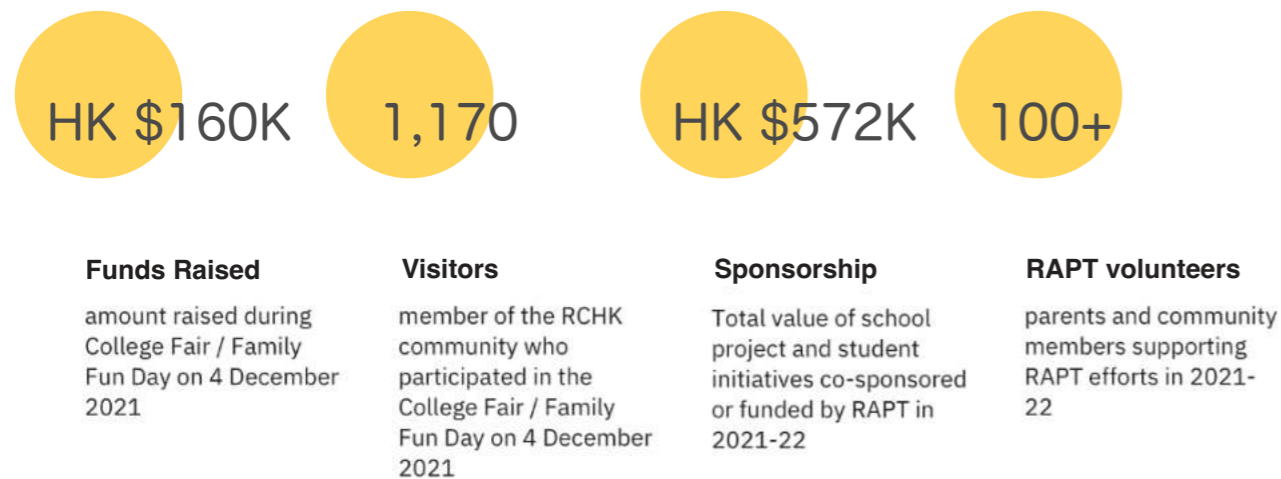 HK $160K
1,170
HK $572K
100+
Funds Raised
amount raised during
College Fair / Family
Fun Day on 4 December
2021
Visitors
member of the RCHK
community who
participated in the
College Fair / Family
Fun Day on 4 December
2021
Sponsorship
Total value of school
project and student
initiatives co-sponsored
or funded by RAPT in
2021-22
RAPT volunteers
parents and community
members supporting
RAPT efforts in 2021-
22